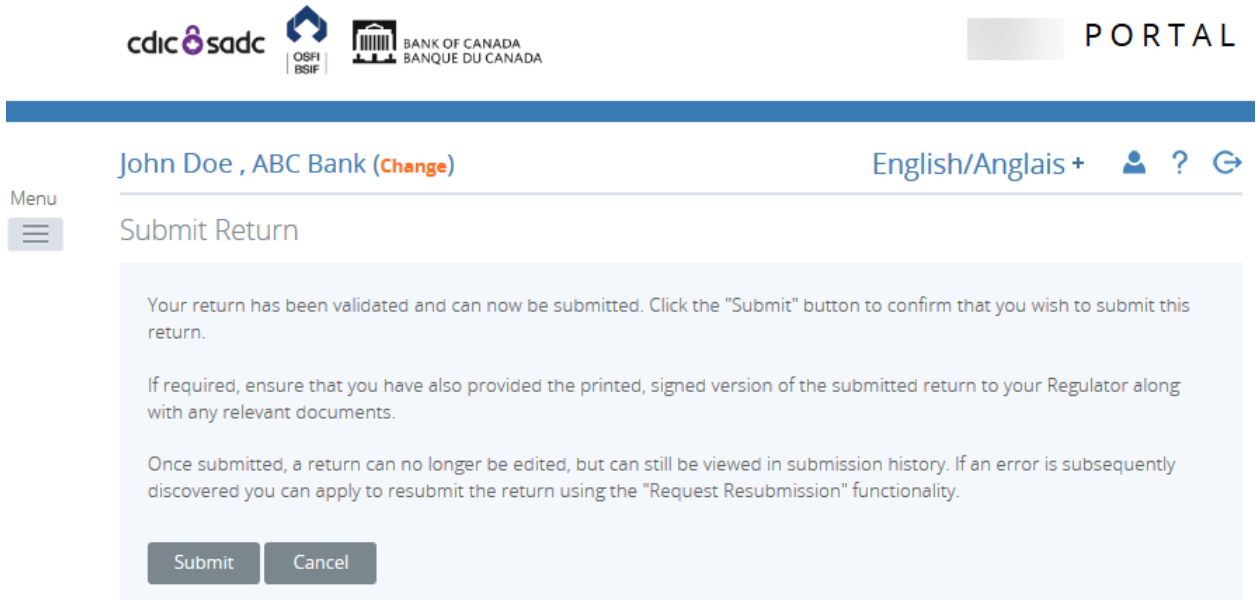 cdic sadc
OSFI
BSIF
BANK OF CANADA
BANQUE DU CANADA
PORTAL
John Doe , ABC Bank (Change)
English/Anglais +
?
Menu
Submit Return
Your return has been validated and can now be submitted. Click the "Submit" button to confirm that you wish to submit this
return.
If required, ensure that you have also provided the printed, signed version of the submitted return to your Regulator along
with any relevant documents.
Once submitted, a return can no longer be edited, but can still be viewed in submission history. If an error is subsequently
discovered you can apply to resubmit the return using the "Request Resubmission" functionality.
Submit
Cancel